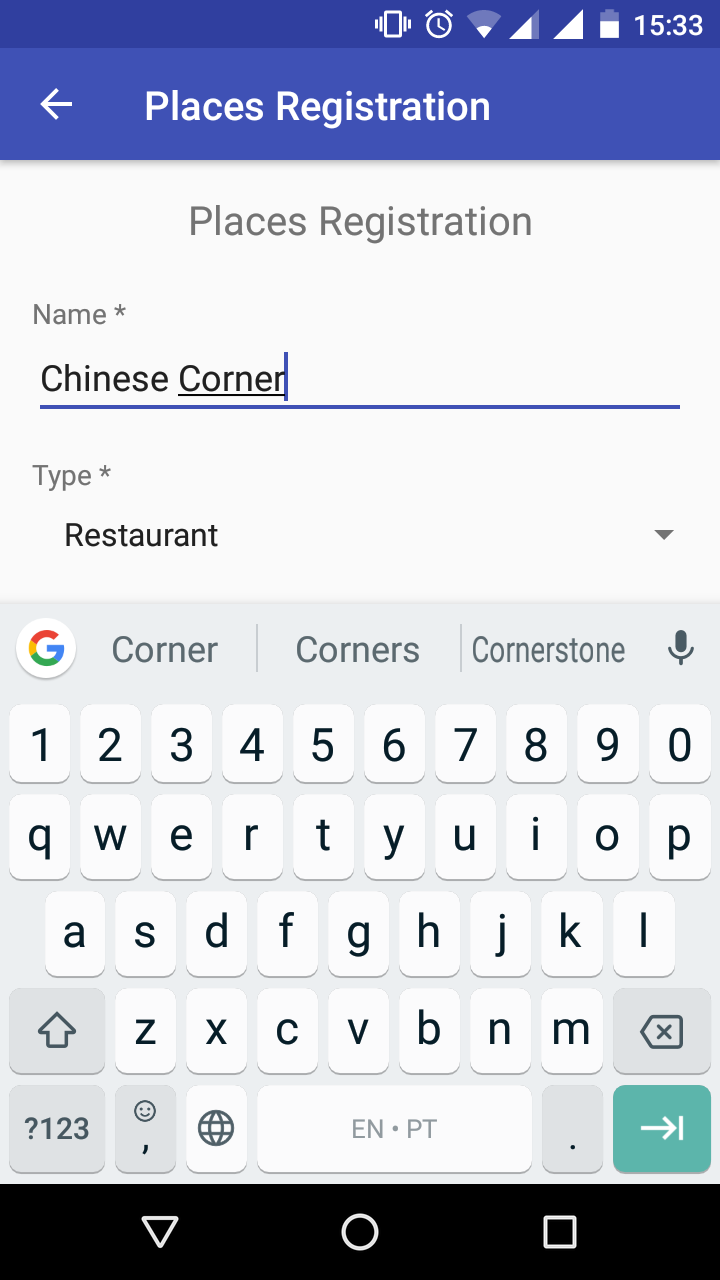 15:33
Places Registration
Places Registration
Name *
Chinese Corner
Type *
Restaurant
G Corner Corners Cornerstone
1 2 3 4 5 6 7 8 9 0
q w e r t y u i o p
a s d f g h j k l
z x c v b n m
?123 , EN • PT .